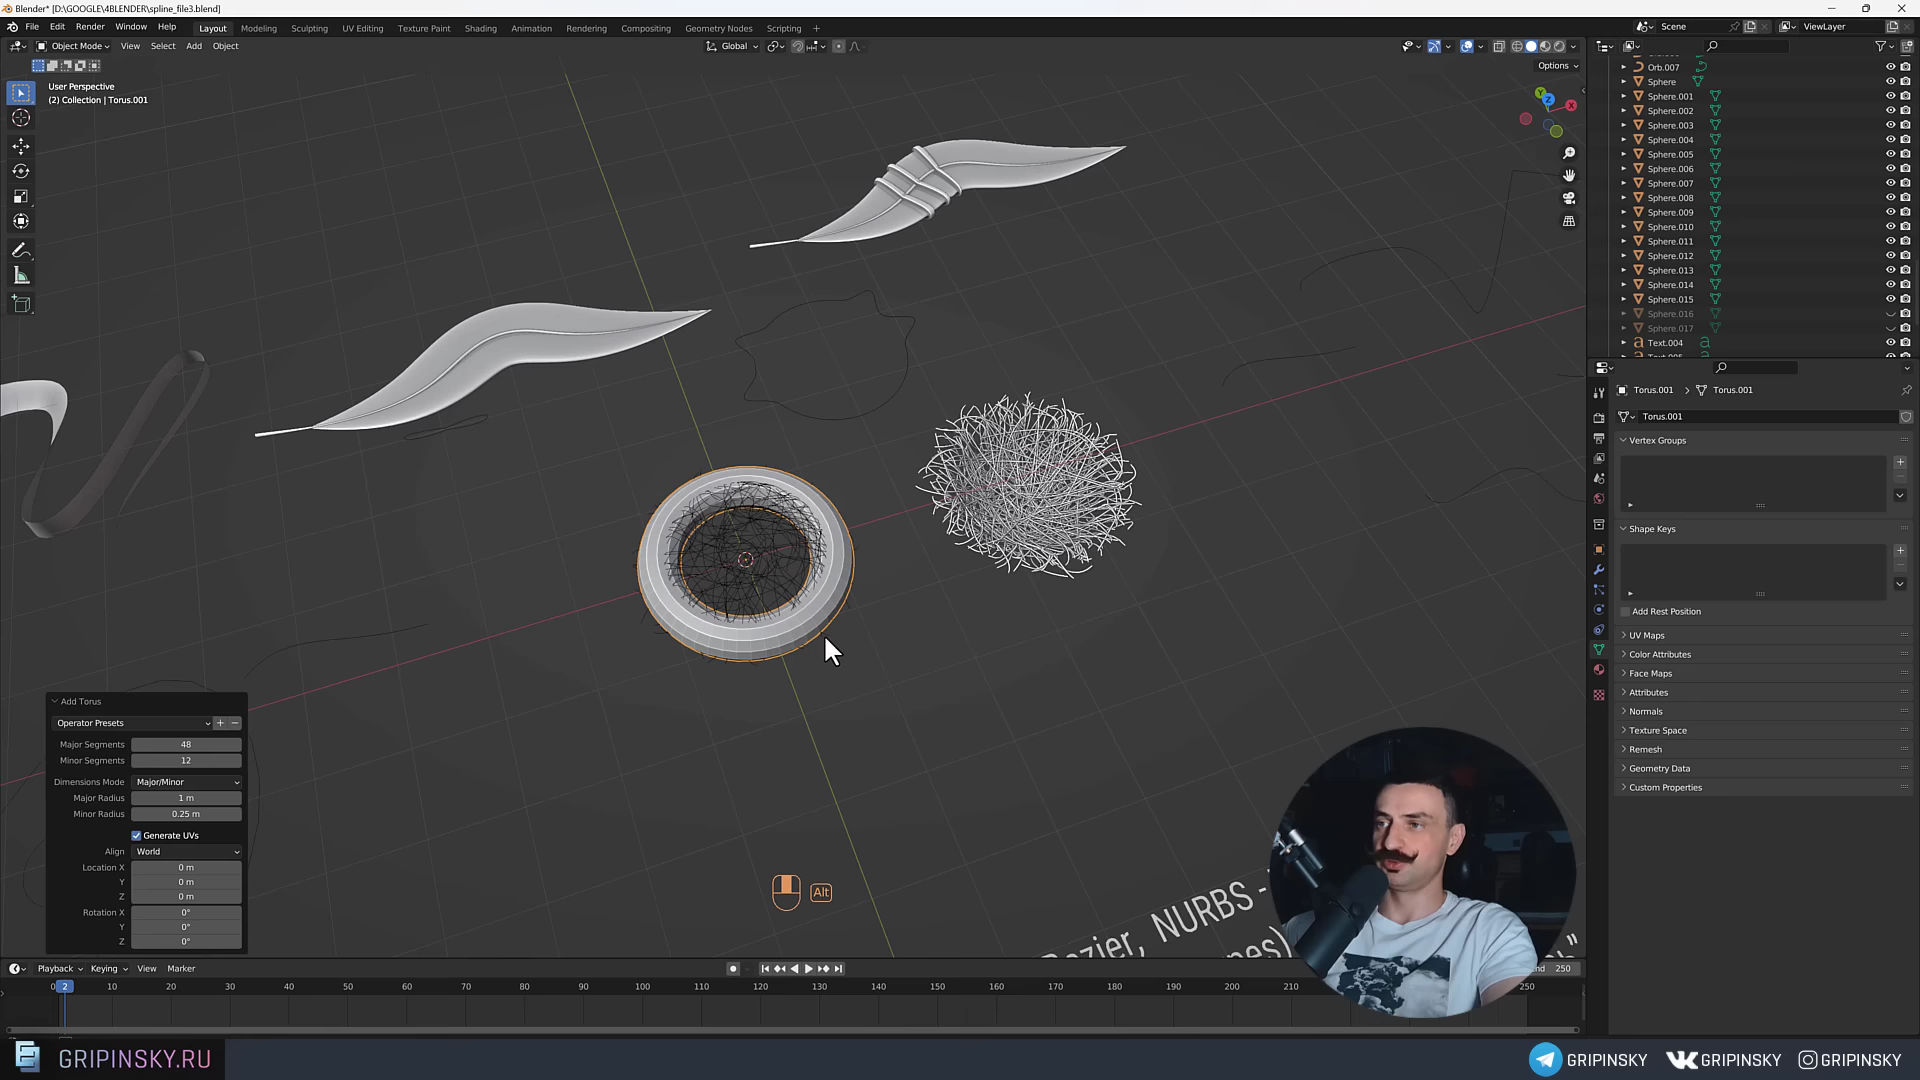 Blender* [D:\GOOGLE\4BLENDER\spline_file3.blend]
File Edit Render Window Help
Layout Modeling Sculpting UV Editing Texture Paint Shading Animation Rendering Compositing Geometry Nodes Scripting +
Scene
ViewLayer
Object Mode View Select Add Object
Global
Options
User Perspective
(2) Collection | Torus.001
Y
Z
X
Orb.007
Sphere
Sphere.001
Sphere.002
Sphere.003
Sphere.004
Sphere.005
Sphere.006
Sphere.007
Sphere.008
Sphere.009
Sphere.010
Sphere.011
Sphere.012
Sphere.013
Sphere.014
Sphere.015
Sphere.016
Sphere.017
Text.004
Torus.001 > Torus.001
Torus.001
Vertex Groups
Shape Keys
Add Rest Position
UV Maps
Color Attributes
Face Maps
Attributes
Normals
Texture Space
Remesh
Geometry Data
Custom Properties
Add Torus
Operator Presets
Major Segments 48
Minor Segments 12
Dimensions Mode Major/Minor
Major Radius 1 m
Minor Radius 0.25 m
Generate UVs
Align World
Location X 0 m
Y 0 m
Z 0 m
Rotation X 0°
Y 0°
Z 0°
Alt
NURBS -
Playback Keying View Marker
250
0 2 10 20 30 40 50 60 70 80 90 100 110 120 130 140 150 160 170 180 190 200 210 250
GRIPINSKY.RU
GRIPINSKY
GRIPINSKY
GRIPINSKY